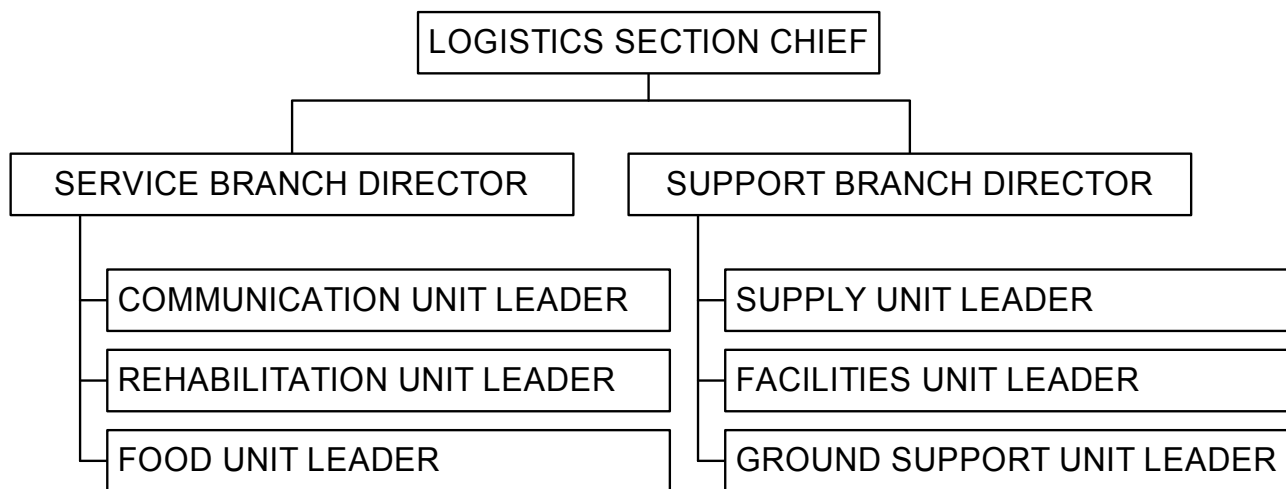 LOGISTICS SECTION CHIEF
SERVICE BRANCH DIRECTOR
SUPPORT BRANCH DIRECTOR
COMMUNICATION UNIT LEADER
REHABILITATION UNIT LEADER
FOOD UNIT LEADER
SUPPLY UNIT LEADER
FACILITIES UNIT LEADER
GROUND SUPPORT UNIT LEADER